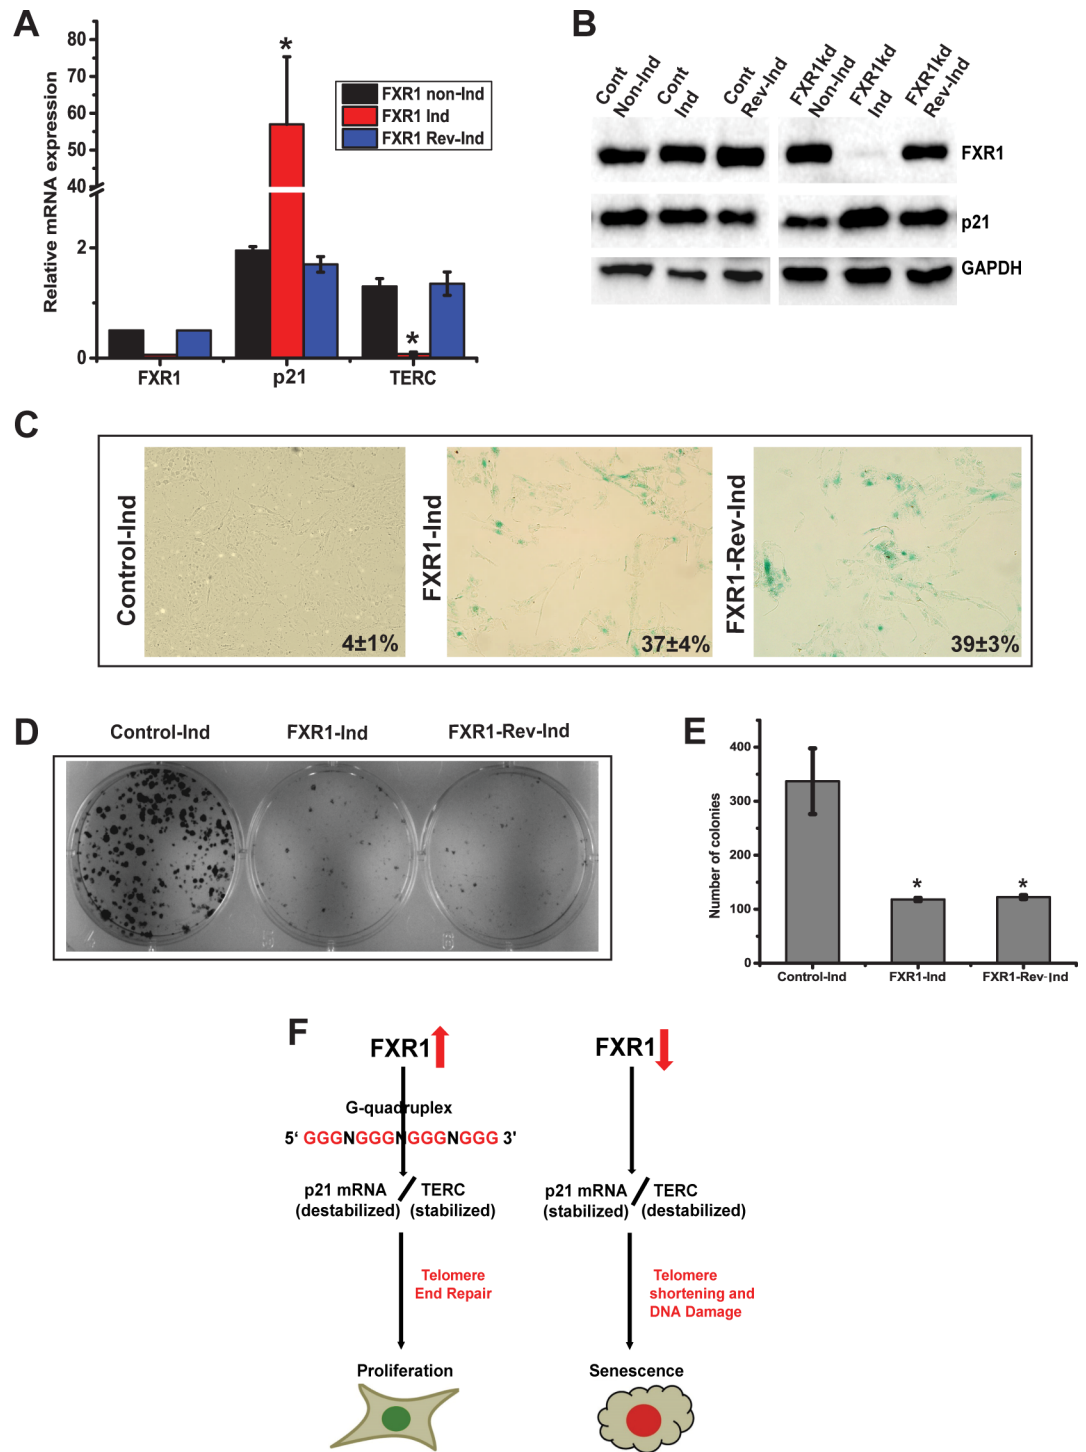 A
Relative mRNA expression
80
70
60
50
40
2
0
*
*
FXR1 non-Ind
FXR1 Ind
FXR1 Rev-Ind
FXR1
p21
TERC
B
Cont Non-Ind
Cont Ind
Cont Rev-Ind
FXR1kd Non-Ind
FXR1kd Ind
FXR1kd Rev-Ind
FXR1
p21
GAPDH
C
Control-Ind
4±1%
FXR1-Ind
37±4%
FXR1-Rev-Ind
39±3%
D
Control-Ind
FXR1-Ind
FXR1-Rev-Ind
E
Number of colonies
400
300
200
100
0
*
*
Control-Ind
FXR1-Ind
FXR1-Rev-Ind
F
FXR1
G-quadruplex
5‘ GGGNGGGNGGGNGGG 3'
p21 mRNA / TERC
(destabilized) (stabilized)
Telomere
End Repair
Proliferation
FXR1
p21 mRNA / TERC
(stabilized) (destabilized)
Telomere
shortening and
DNA Damage
Senescence